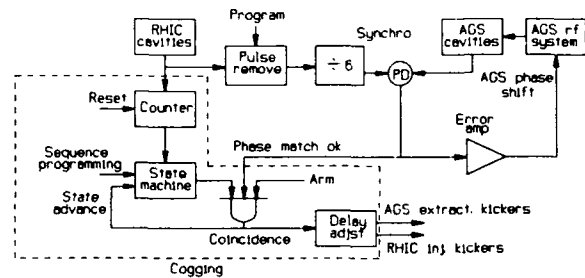 Program
RHIC
cavities
Synchro
AGS
cavities
AGS rf
system
Pulse
remove
÷ 6
PD
AGS phase
shift
Reset
Counter
Error
amp
Sequence
programming
State
machine
Phase match ok
Arm
State
advance
Coincidence
Delay
adjst
AGS extract. kickers
RHIC inj kickers
Cogging